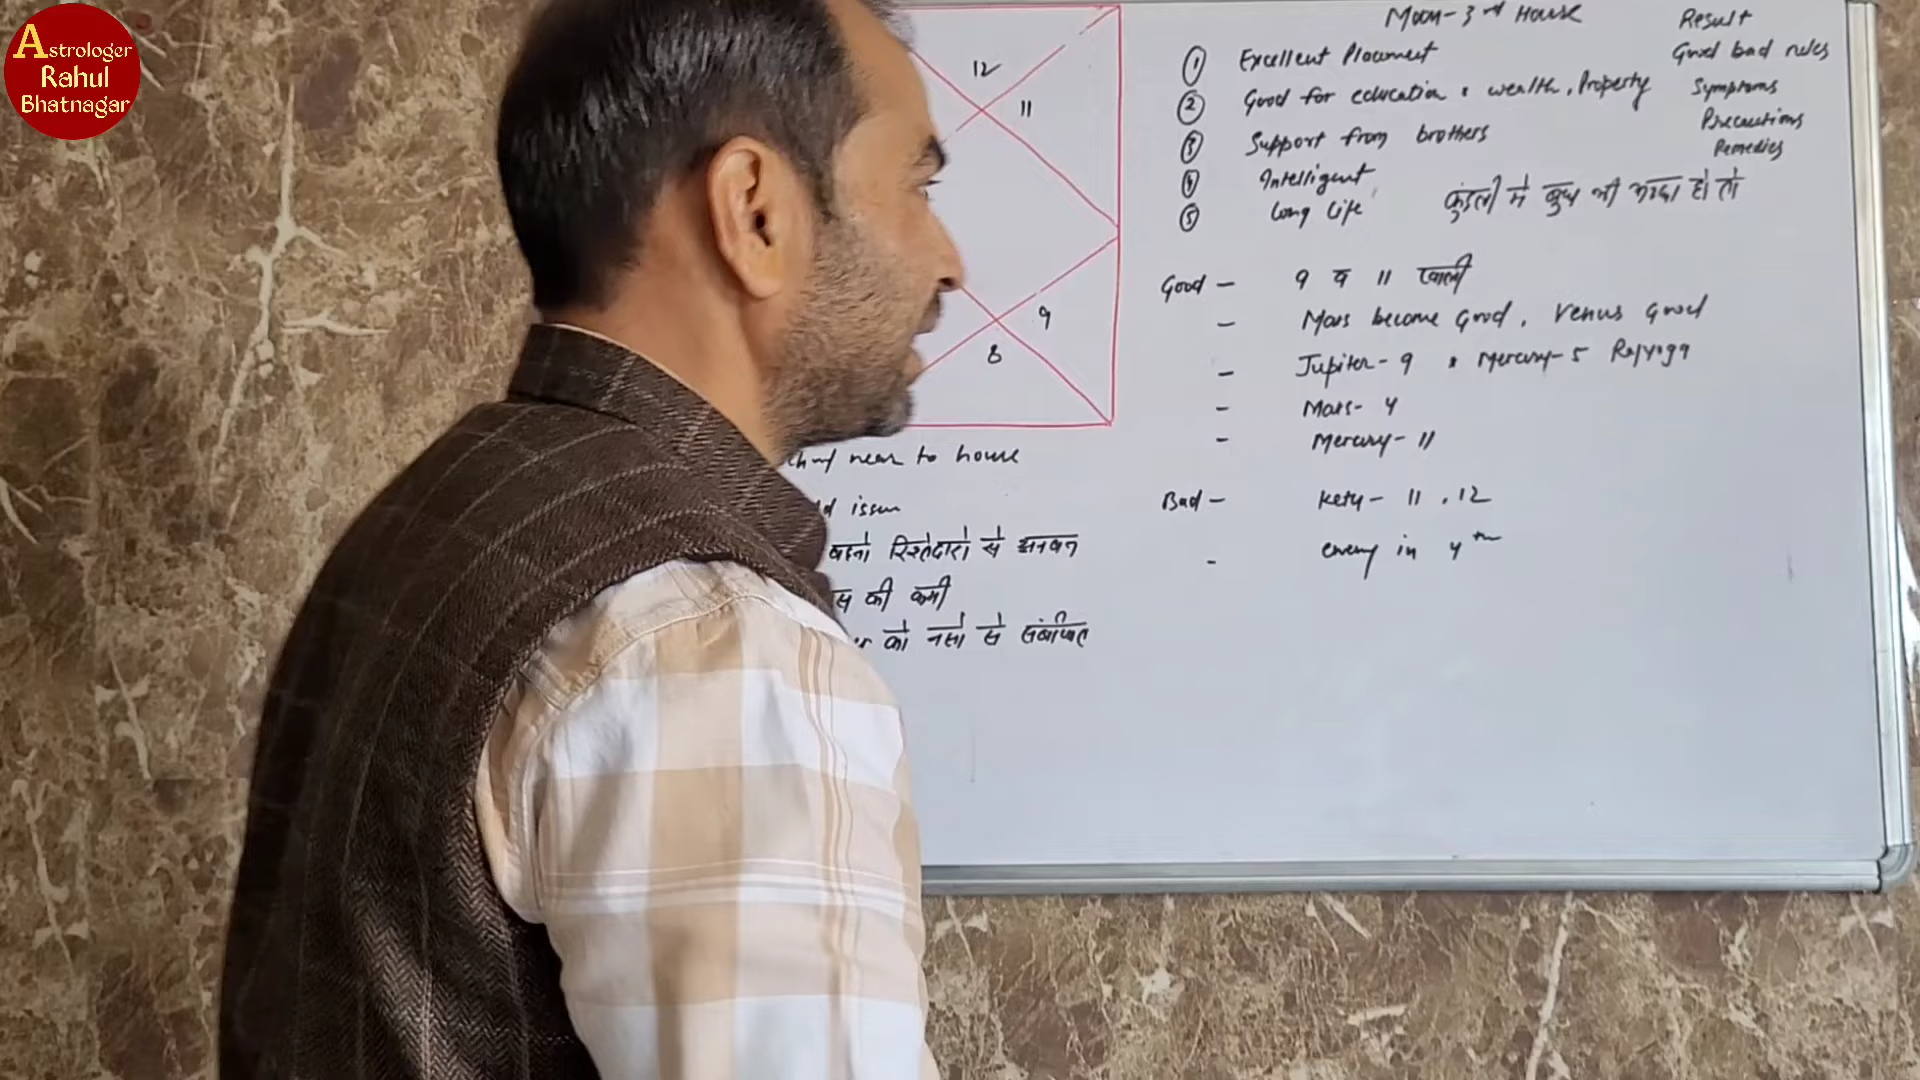 Astrologer
Rahul
Bhatnagar
12
11
9
8
near to house
issue
रिश्तेदारो से अनबन
की कमी
को नसो से संबंधित
Moon - 3rd House
① Excellent Placement
② Good for education & wealth, Property
③ Support from brothers
④ Intelligent
⑤ Long life
Result
Good bad rules
Symptoms
Precautions
Remedies
कुंडली मे बुध भी हो तो
Good - 9 व 11 खाली
- Mars become Good, Venus Good
- Jupiter - 9 & Mercury - 5 Rajyoga
- Mars - 4
- Mercury - 11
Bad - Ketu - 11, 12
- enemy in 4th